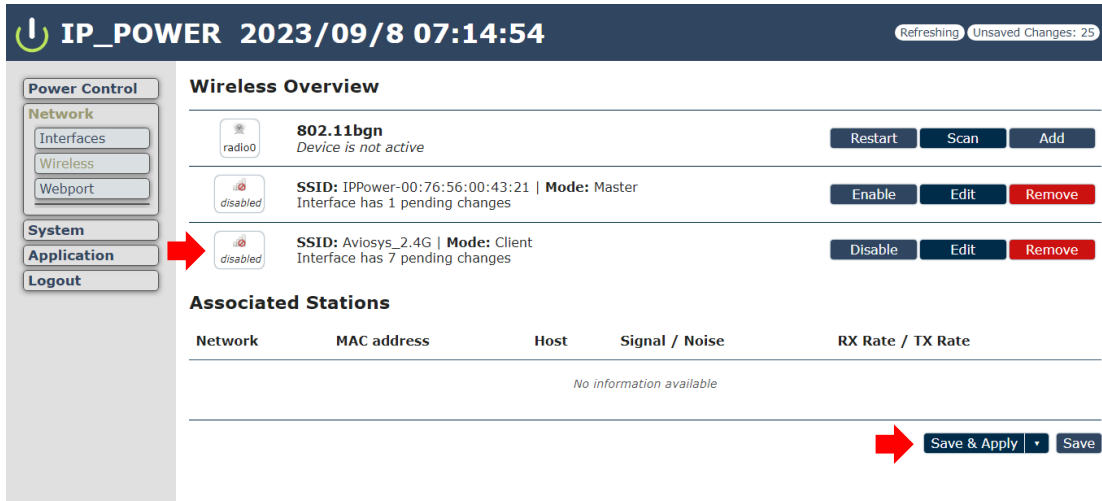 IP_POWER 2023/09/8 07:14:54
Refreshing Unsaved Changes: 25
Power Control
Network
Interfaces
Wireless
Webport
System
Application
Logout
Wireless Overview
radio0
802.11bgn
Device is not active
Restart Scan Add
disabled
SSID: IPPower-00:76:56:00:43:21 | Mode: Master
Interface has 1 pending changes
Enable Edit Remove
disabled
SSID: Aviosys_2.4G | Mode: Client
Interface has 7 pending changes
Disable Edit Remove
Associated Stations
Network MAC address Host Signal / Noise RX Rate / TX Rate
No information available
Save & Apply Save